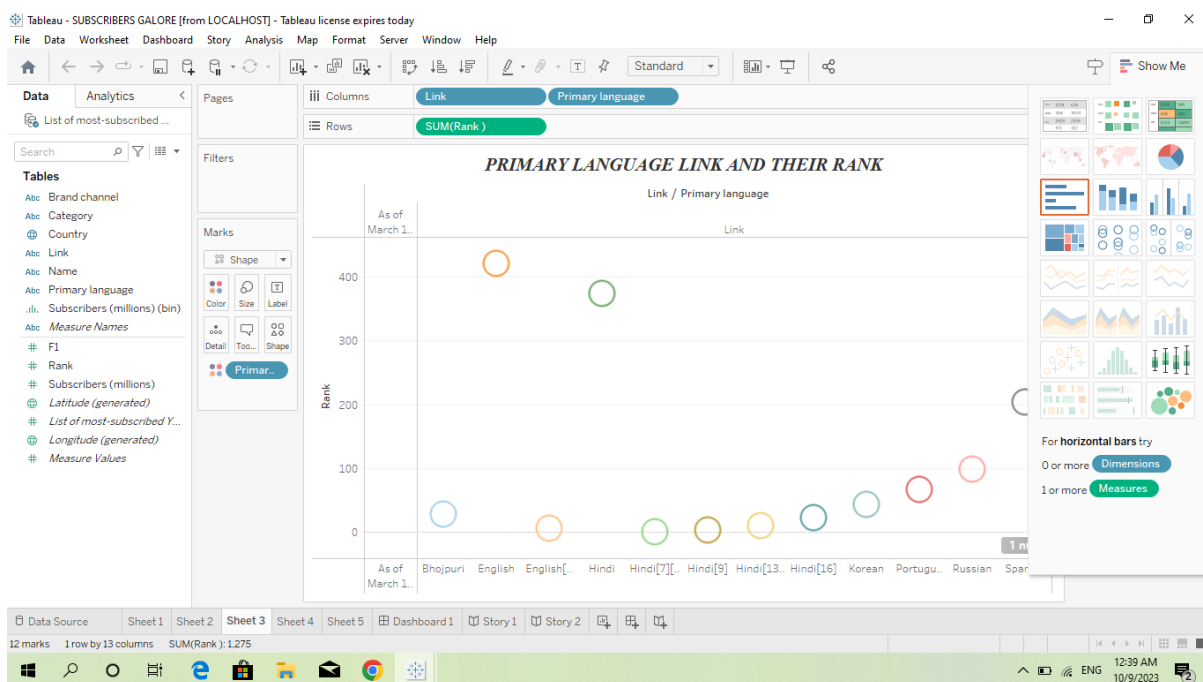 Tableau - SUBSCRIBERS GALORE [from LOCALHOST] - Tableau license expires today
File Data Worksheet Dashboard Story Analysis Map Format Server Window Help
Standard
Show Me
Data Analytics
List of most-subscribed ...
Search
Tables
Abc Brand channel
Abc Category
Country
Abc Link
Abc Name
Abc Primary language
Subscribers (millions) (bin)
Abc Measure Names
# F1
# Rank
# Subscribers (millions)
Latitude (generated)
# List of most-subscribed Y...
Longitude (generated)
# Measure Values
Pages
Filters
Marks
Shape
Color Size Label
Detail Too... Shape
Primar..
Columns Link Primary language
Rows SUM(Rank )
PRIMARY LANGUAGE LINK AND THEIR RANK
Link / Primary language
As of
March 1..
Link
400
300
200
100
0
Rank
As of
March 1..
Bhojpuri English English[.. Hindi Hindi[7][.. Hindi[9] Hindi[13.. Hindi[16] Korean Portugu.. Russian Spar
1 nu
For horizontal bars try
0 or more Dimensions
1 or more Measures
Data Source Sheet 1 Sheet 2 Sheet 3 Sheet 4 Sheet 5 Dashboard 1 Story 1 Story 2
12 marks 1 row by 13 columns SUM(Rank ): 1,275
ENG
12:39 AM
10/9/2023
2